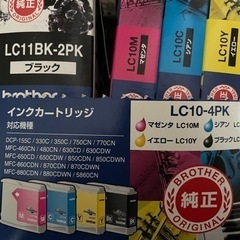 BROTHER 純正 ORIGINAL
LC11BK-2PK
ブラック
brother
LC10M
マゼンタ
LC10C
シアン
LC10Y
イエロー
インクカートリッジ
対応機種
LC10-4PK
マゼンタ LC10M
シアン
イエロー LC10Y
ブラック
DCP-155C / 330C / 350C / 750CN / 770CN
MFC-460CN / 480CN / 630CD / 630CDW
MFC-650CD / 650CDW / 850CDN / 850CDWN
MFC-860CDN / 870CDN / 870CDWN
MFC-880CDN / 880CDWN / 5860CN
BROTHER
純正
ORIGINAL